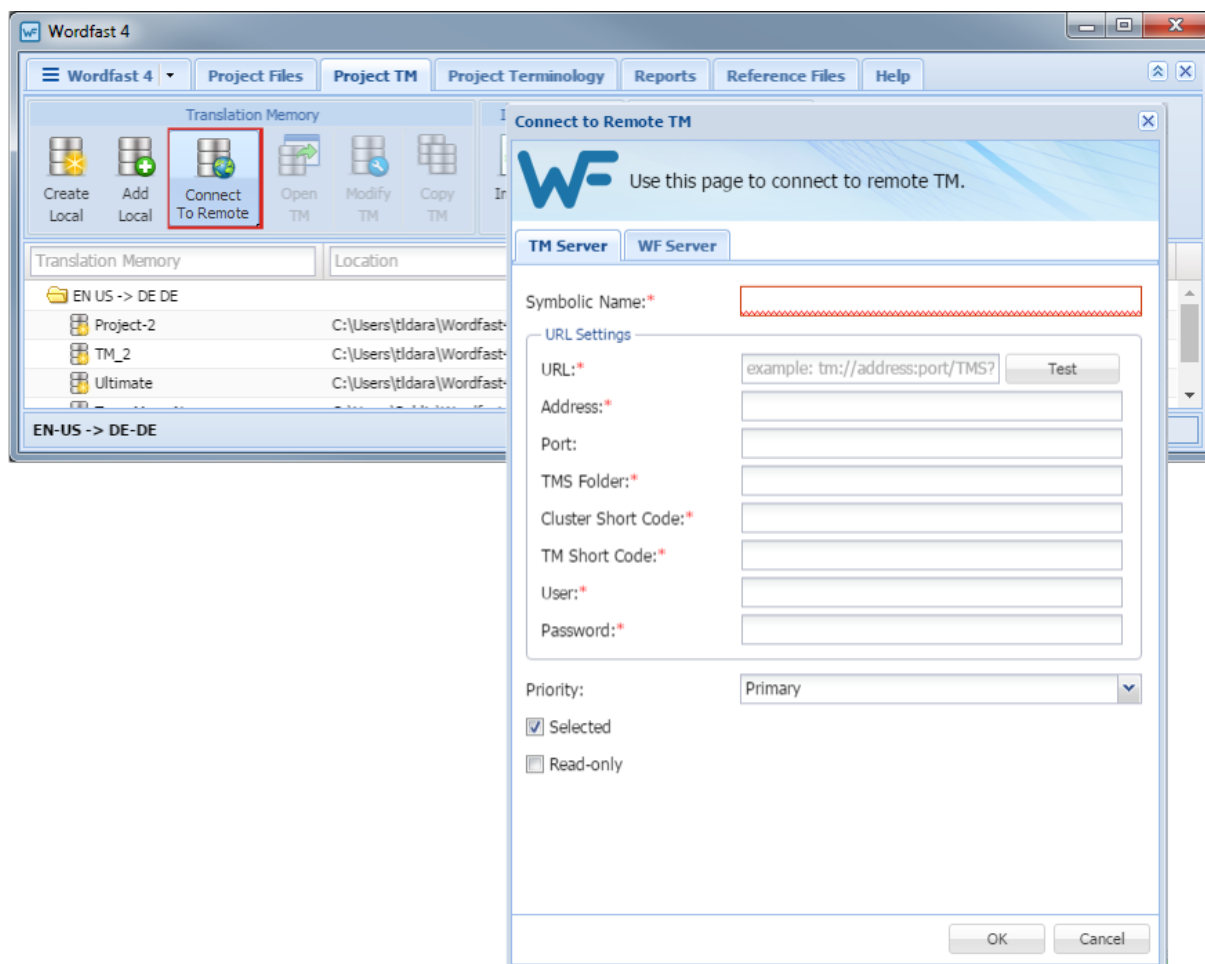 Wordfast 4
Wordfast 4 Project Files Project TM Project Terminology Reports Reference Files Help
Translation Memory
Create Local
Add Local
Connect To Remote
Open TM
Modify TM
Copy TM
Translation Memory Location
EN US -> DE DE
Project-2 C:\Users\tldara\Wordfast
TM_2 C:\Users\tldara\Wordfast
Ultimate C:\Users\tldara\Wordfast
EN-US -> DE-DE
Connect to Remote TM
WF Use this page to connect to remote TM.
TM Server WF Server
Symbolic Name:*
URL Settings
URL:* example: tm://address:port/TMS? Test
Address:*
Port:
TMS Folder:*
Cluster Short Code:*
TM Short Code:*
User:*
Password:*
Priority: Primary
Selected
Read-only
OK Cancel